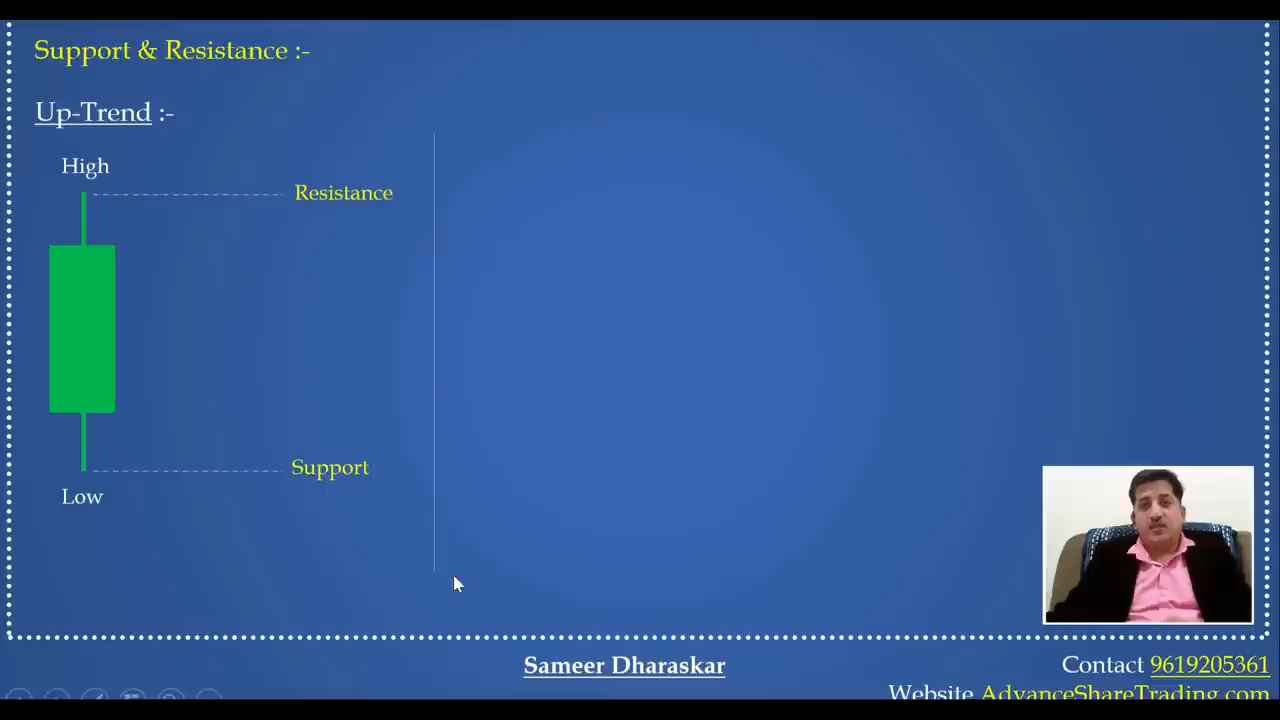 Support & Resistance :-
Up-Trend :-
High
Resistance
Support
Low
Sameer Dharaskar
Contact 9619205361
Website AdvanceShareTrading.com